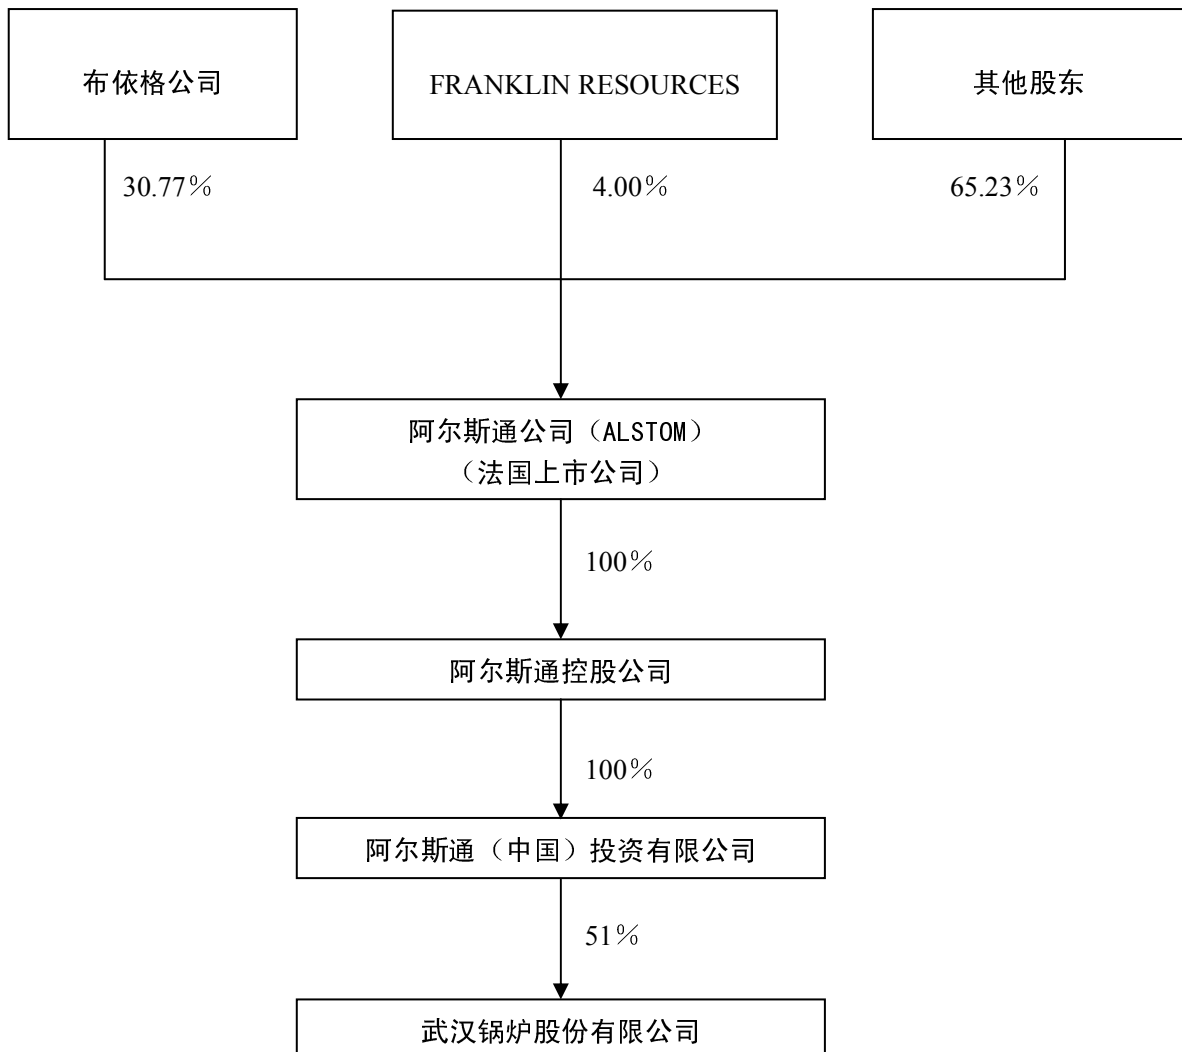 布依格公司
FRANKLIN RESOURCES
其他股东
30.77％
4.00％
65.23％
阿尔斯通公司（ALSTOM）
（法国上市公司）
100％
阿尔斯通控股公司
100％
阿尔斯通（中国）投资有限公司
51％
武汉锅炉股份有限公司